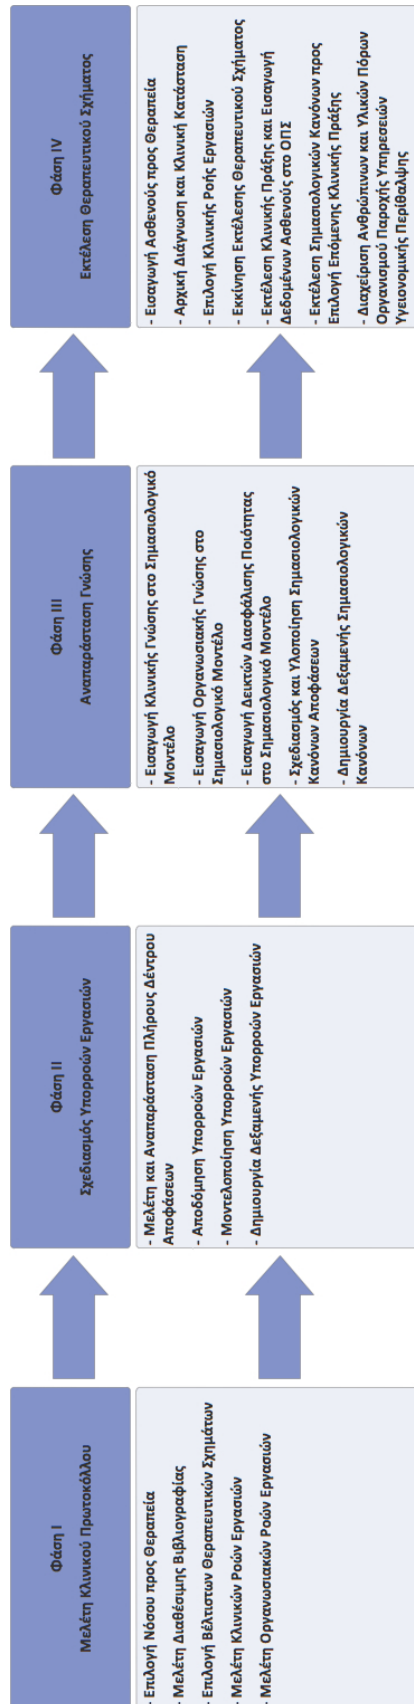 Φάση I
Μελέτη Κλινικού Πρωτοκόλλου
- Επιλογή Νόσου προς Θεραπεία
- Μελέτη Διαθέσιμης Βιβλιογραφίας
- Επιλογή Βέλτιστων Θεραπευτικών Σχημάτων
- Μελέτη Κλινικών Ροών Εργασιών
- Μελέτη Οργανωσιακών Ροών Εργασιών
Φάση II
Σχεδιασμός Υπορροών Εργασιών
- Μελέτη και Αναπαράσταση Πλήρους Δέντρου
Αποφάσεων
- Αποδόμηση Υπορροών Εργασιών
- Μοντελοποίηση Υπορροών Εργασιών
- Δημιουργία Δεξαμενής Υπορροών Εργασιών
Φάση III
Αναπαράσταση Γνώσης
- Εισαγωγή Κλινικής Γνώσης στο Σημασιολογικό
Μοντέλο
- Εισαγωγή Οργανωσιακής Γνώσης στο
Σημασιολογικό Μοντέλο
- Εισαγωγή Δεικτών Διασφάλισης Ποιότητας
στο Σημασιολογικό Μοντέλο
- Σχεδιασμός και Υλοποίηση Σημασιολογικών
Κανόνων Αποφάσεων
- Δημιουργία Δεξαμενής Σημασιολογικών
Κανόνων
Φάση IV
Εκτέλεση Θεραπευτικού Σχήματος
- Εισαγωγή Ασθενούς προς Θεραπεία
- Αρχική Διάγνωση και Κλινική Κατάσταση
- Επιλογή Κλινικής Ροής Εργασιών
- Εκκίνηση Εκτέλεσης Θεραπευτικού Σχήματος
- Εκτέλεση Κλινικής Πράξης και Εισαγωγή
Δεδομένων Ασθενούς στο ΟΠΣ
- Εκτέλεση Σημασιολογικών Κανόνων προς
Επιλογή Επόμενης Κλινικής Πράξης
- Διαχείριση Ανθρώπινων και Υλικών Πόρων
Οργανισμού Παροχής Υπηρεσιών
Υγειονομικής Περίθαλψης